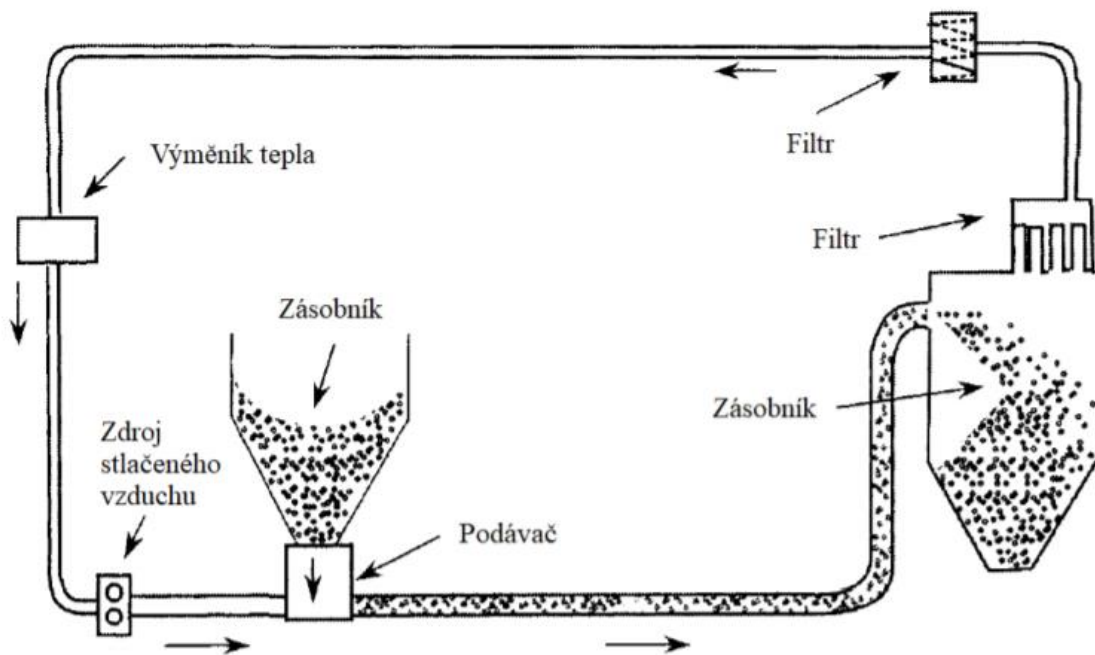 Filtr
Výměník tepla
Filtr
Zásobník
Zásobník
Zdroj
stlačeného
vzduchu
Podávač